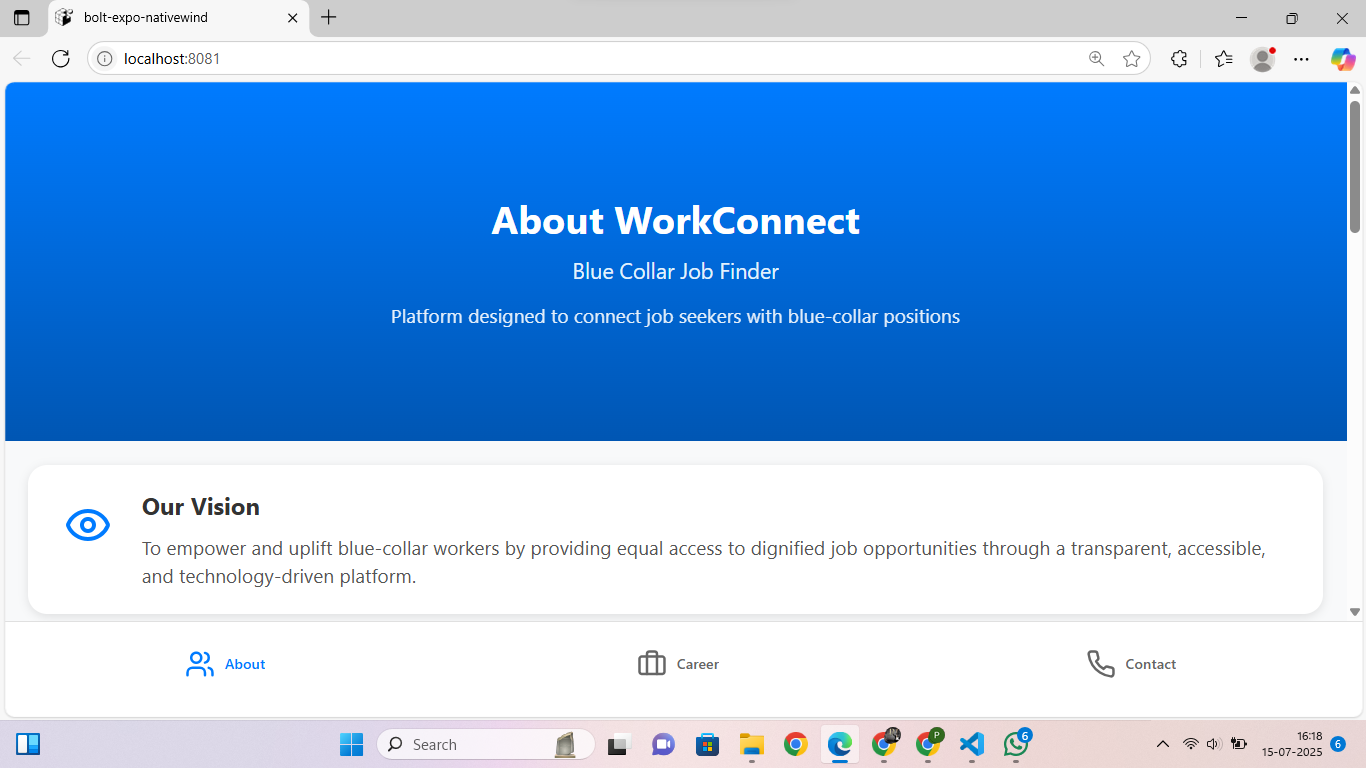 bolt-expo-nativewind
localhost:8081
About WorkConnect
Blue Collar Job Finder
Platform designed to connect job seekers with blue-collar positions
Our Vision
To empower and uplift blue-collar workers by providing equal access to dignified job opportunities through a transparent, accessible,
and technology-driven platform.
About
Career
Contact
Search
P
6
16:18
15-07-2025
6